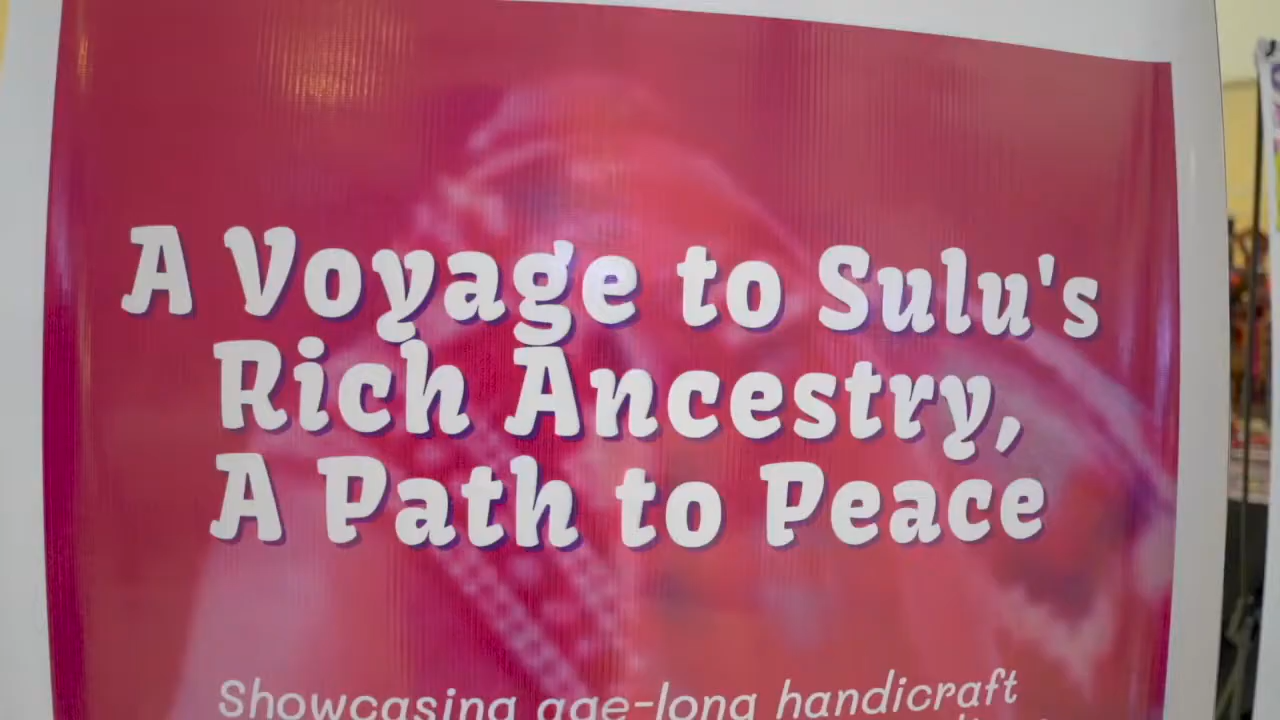 A Voyage to Sulu's
Rich Ancestry,
A Path to Peace
Showcasing age-long handicraft